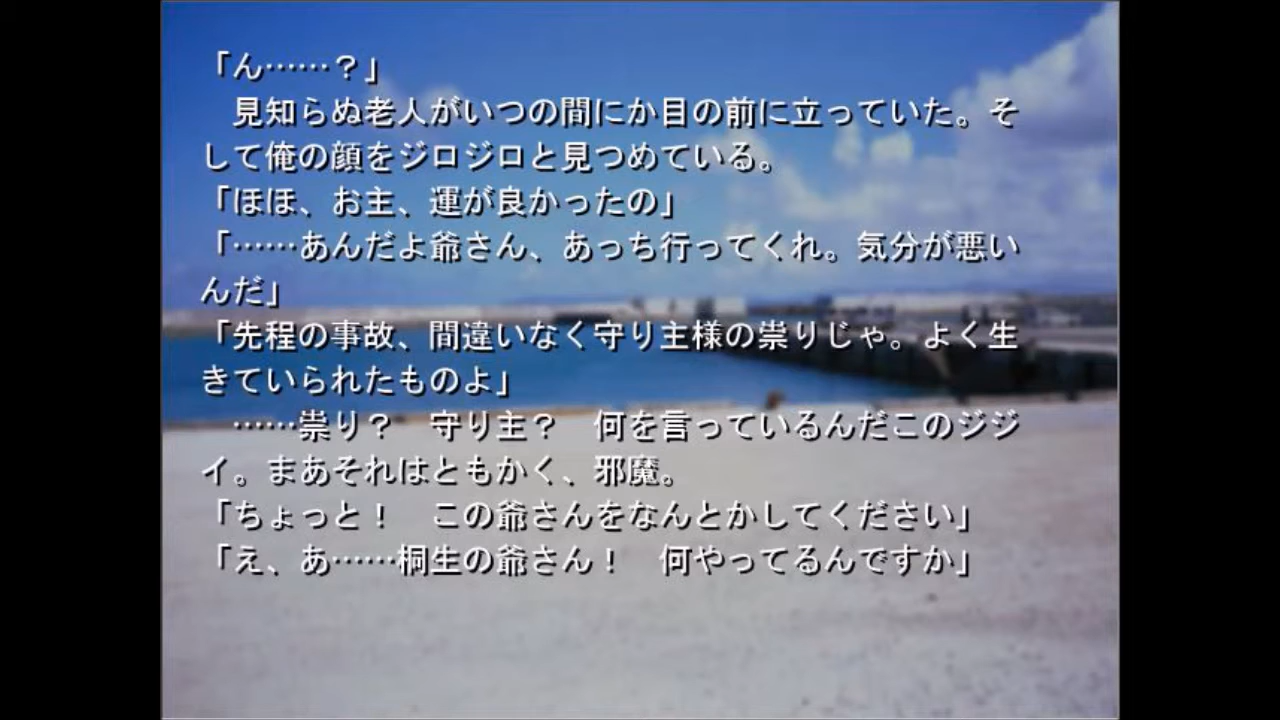 「ん……？」
　見知らぬ老人がいつの間にか目の前に立っていた。そ
して俺の顔をジロジロと見つめている。
「ほほ、お主、運が良かったの」
「……あんだよ爺さん、あっち行ってくれ。気分が悪い
んだ」
「先程の事故、間違いなく守り主様の祟りじゃ。よく生
きていられたものよ」
　……祟り？　守り主？　何を言っているんだこのジジ
イ。まあそれはともかく、邪魔。
「ちょっと！　この爺さんをなんとかしてください」
「え、あ……桐生の爺さん！　何やってるんですか」